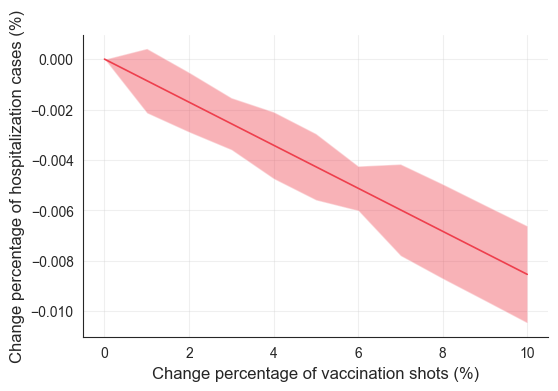 Change percentage of hospitalization cases (%)
0.000
−0.002
−0.004
−0.006
−0.008
−0.010
0 2 4 6 8 10
Change percentage of vaccination shots (%)